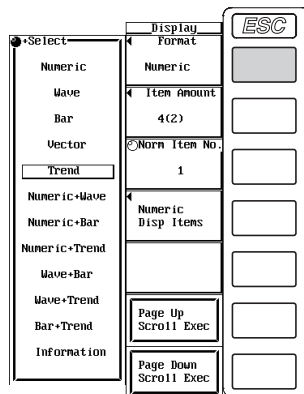 ESC
Display
Format
Numeric
Item Amount
4(2)
Norm Item No.
1
Numeric
Disp Items
Page Up
Scroll Exec
Page Down
Scroll Exec
+Select
Numeric
Wave
Bar
Vector
Trend
Numeric+Wave
Numeric+Bar
Numeric+Trend
Wave+Bar
Wave+Trend
Bar+Trend
Information